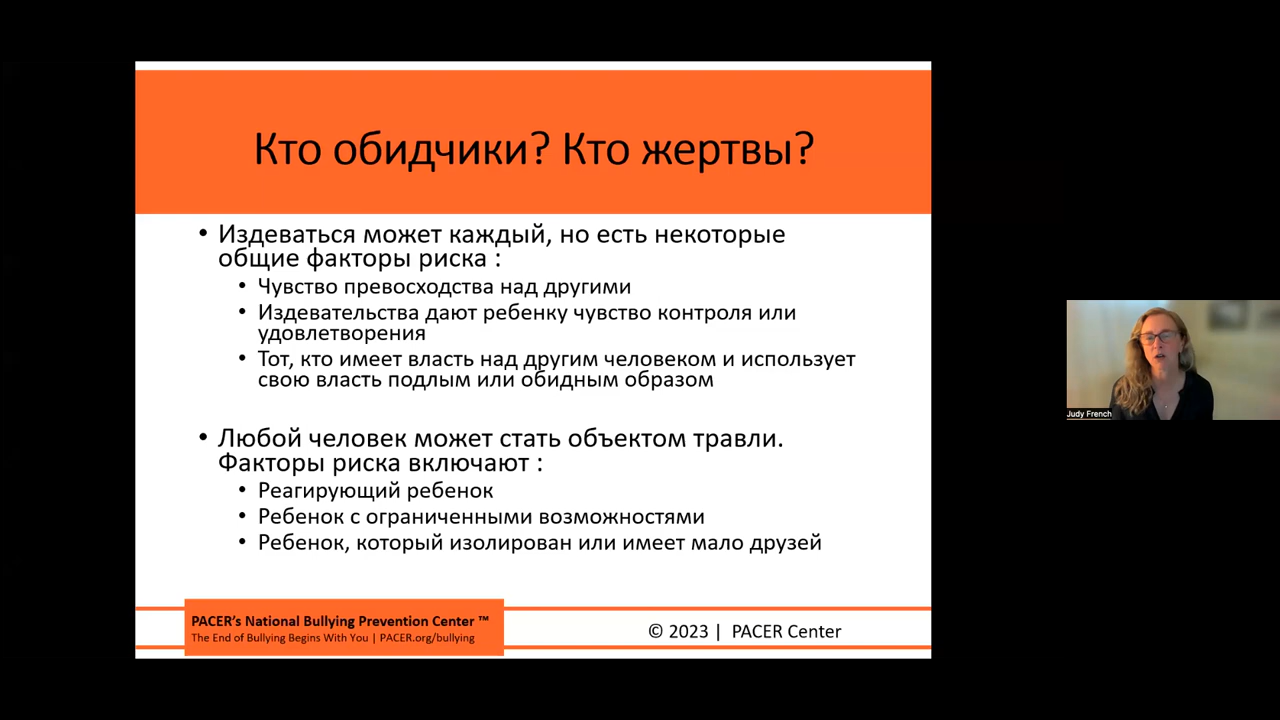 Кто обидчики? Кто жертвы?
• Издеваться может каждый, но есть некоторые
общие факторы риска :
• Чувство превосходства над другими
• Издевательства дают ребенку чувство контроля или
удовлетворения
• Тот, кто имеет власть над другим человеком и использует
свою власть подлым или обидным образом
• Любой человек может стать объектом травли.
Факторы риска включают :
• Реагирующий ребенок
• Ребенок с ограниченными возможностями
• Ребенок, который изолирован или имеет мало друзей
PACER’s National Bullying Prevention Center ™
The End of Bullying Begins With You | PACER.org/bullying
© 2023 | PACER Center
Judy French